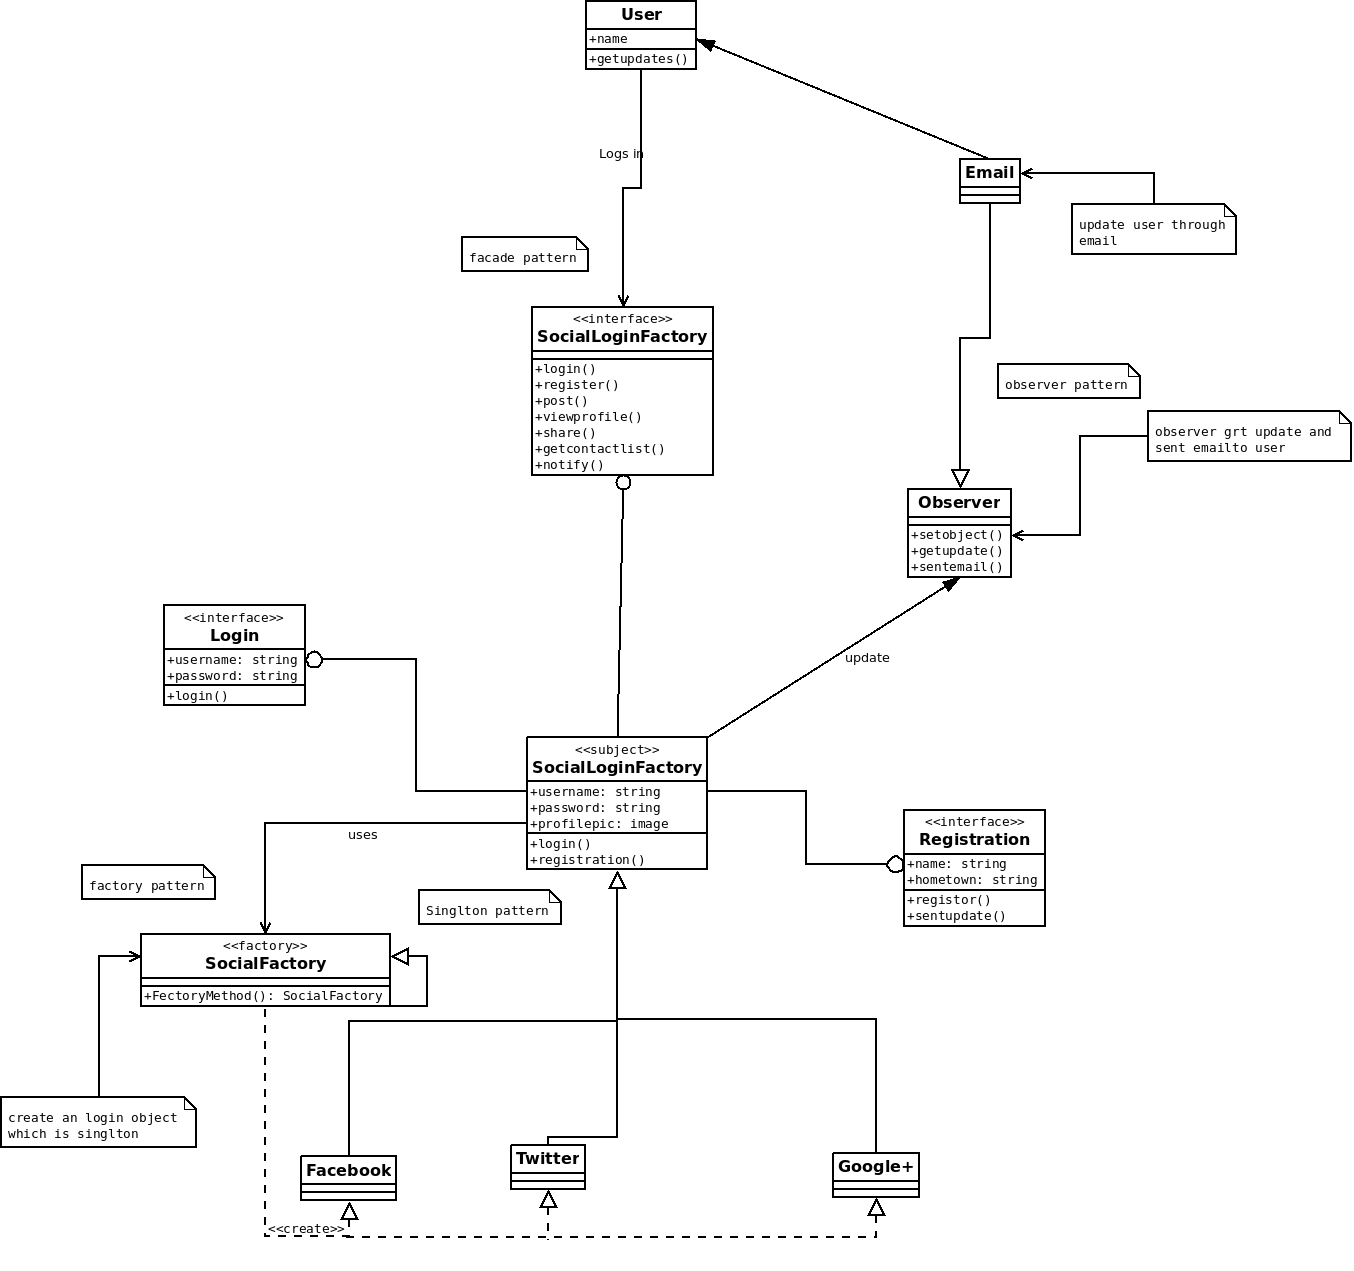 User
+name
+getupdates()
Logs in
Email
update user through
email
facade pattern
<<interface>>
SocialLoginFactory
+login()
+register()
+post()
+viewprofile()
+share()
+getcontactlist()
+notify()
observer pattern
observer grt update and
sent emailto user
Observer
+setobject()
+getupdate()
+sentemail()
<<interface>>
Login
+username: string
+password: string
+login()
update
<<subject>>
SocialLoginFactory
+username: string
+password: string
+profilepic: image
+login()
+registration()
uses
<<interface>>
Registration
+name: string
+hometown: string
+registor()
+sentupdate()
factory pattern
Singlton pattern
<<factory>>
SocialFactory
+FectoryMethod(): SocialFactory
create an login object
which is singlton
Facebook
Twitter
Google+
<<create>>